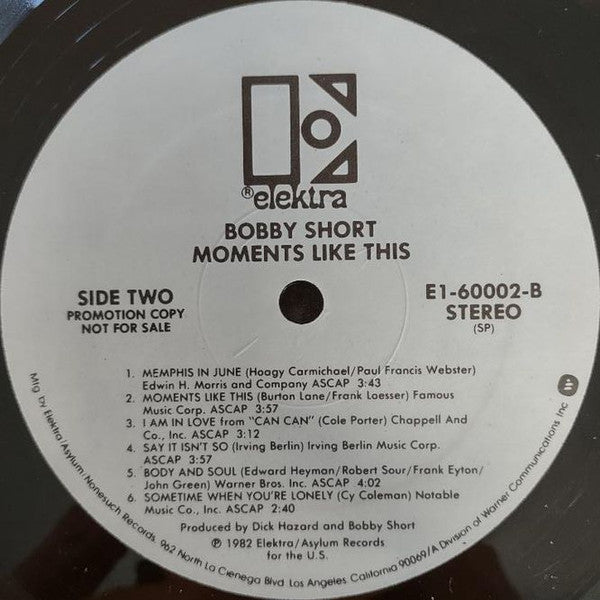 ® elektra
BOBBY SHORT
MOMENTS LIKE THIS
SIDE TWO
PROMOTION COPY
NOT FOR SALE
E1-60002-B
STEREO
(SP)
1. MEMPHIS IN JUNE (Hoagy Carmichael/Paul Francis Webster)
Edwin H. Morris and Company ASCAP 3:43
2. MOMENTS LIKE THIS (Burton Lane/Frank Loesser) Famous
Music Corp. ASCAP 3:57
3. I AM IN LOVE from "CAN CAN" (Cole Porter) Chappell And
Co., Inc. ASCAP 3:12
4. SAY IT ISN'T SO (Irving Berlin) Irving Berlin Music Corp.
ASCAP 3:57
5. BODY AND SOUL (Edward Heyman/Robert Sour/Frank Eyton/
John Green) Warner Bros. Inc. ASCAP 4:02
6. SOMETIME WHEN YOU'RE LONELY (Cy Coleman) Notable
Music Co., Inc. ASCAP 2:40
Produced by Dick Hazard and Bobby Short
℗ 1982 Elektra/Asylum Records
for the U.S.
Mfg by Elektra/Asylum/Nonesuch Records, 962 North La Cienega Blvd. Los Angeles, California 90069/A Division of Warner Communications Inc